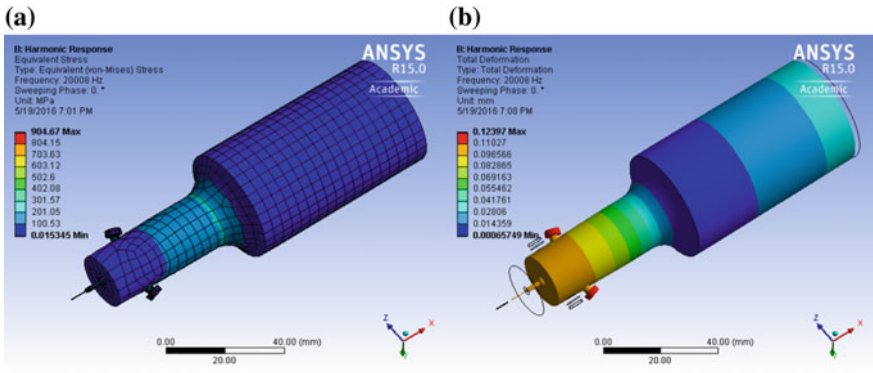 (a)
B: Harmonic Response
Equivalent Stress
Type: Equivalent (von-Mises) Stress
Frequency: 20008 Hz
Sweeping Phase: 0. °
Unit: MPa
5/19/2016 7:01 PM
904.67 Max
804.15
703.63
603.12
502.6
402.08
301.57
201.05
100.53
0.015345 Min
ANSYS
R15.0
Academic
0.00
40.00 (mm)
20.00
Z
X
Y
(b)
B: Harmonic Response
Total Deformation
Type: Total Deformation
Frequency: 20008 Hz
Sweeping Phase: 0. °
Unit: mm
5/19/2016 7:08 PM
0.12397 Max
0.11027
0.096566
0.082865
0.069163
0.055462
0.041761
0.02806
0.014359
0.00065749 Min
ANSYS
R15.0
Academic
0.00
40.00 (mm)
20.00
Z
X
Y